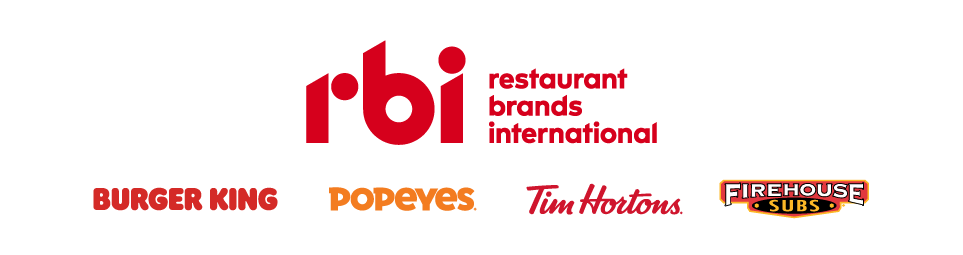 rbi
restaurant
brands
international
BURGER KING
POPEYES
Tim Hortons.
FIREHOUSE
SUBS